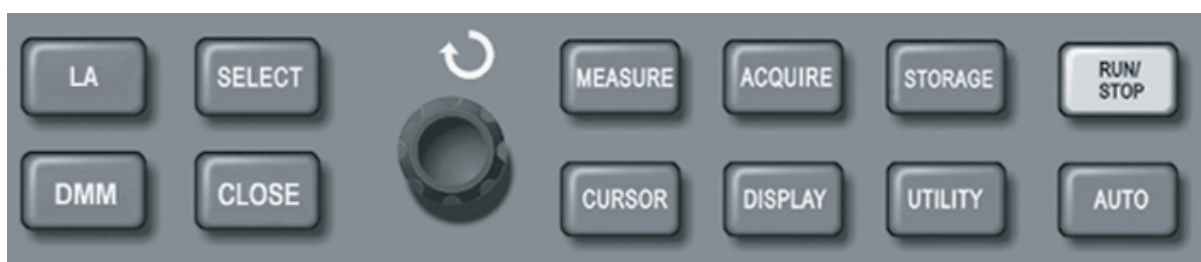 LA
SELECT
MEASURE
ACQUIRE
STORAGE
RUN/
STOP
DMM
CLOSE
CURSOR
DISPLAY
UTILITY
AUTO